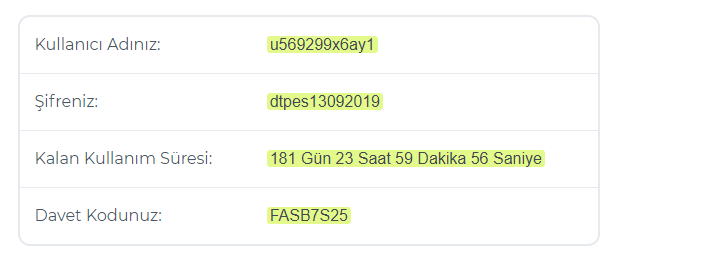 Kullanıcı Adınız: u569299x6ay1
Şifreniz: dtpes13092019
Kalan Kullanım Süresi: 181 Gün 23 Saat 59 Dakika 56 Saniye
Davet Kodunuz: FASB7S25